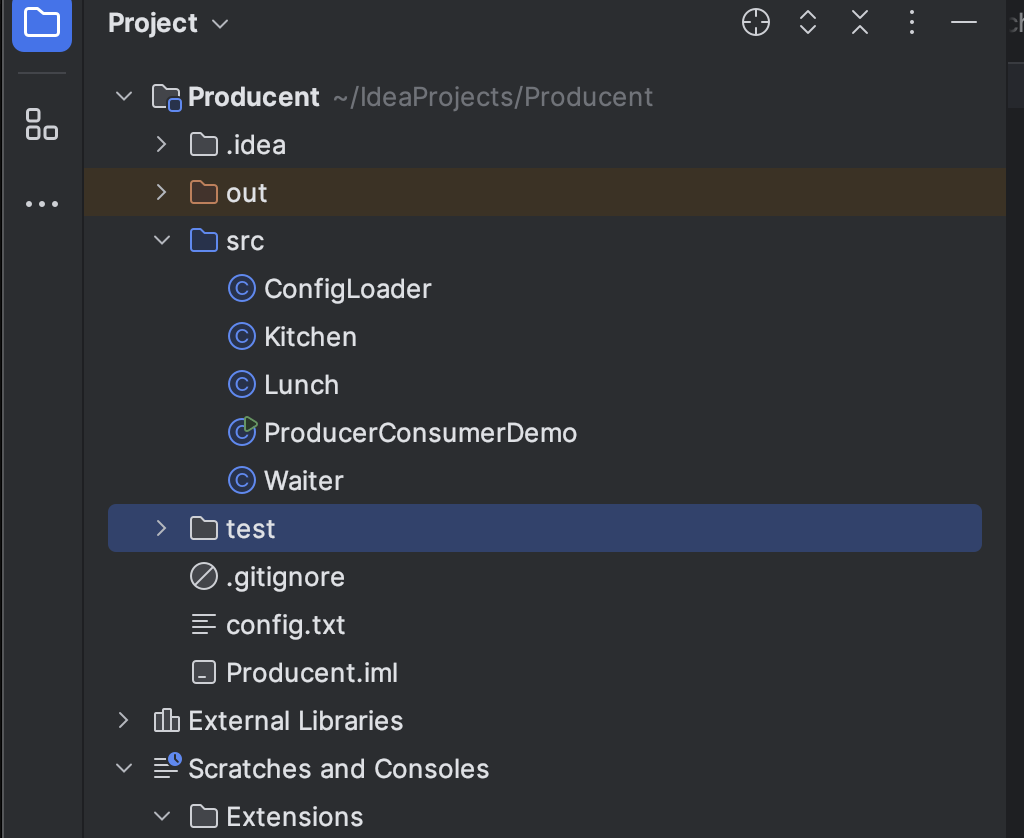 Project
Producent ~/IdeaProjects/Producent
.idea
out
src
ConfigLoader
Kitchen
Lunch
ProducerConsumerDemo
Waiter
test
.gitignore
config.txt
Producent.iml
External Libraries
Scratches and Consoles
Extensions